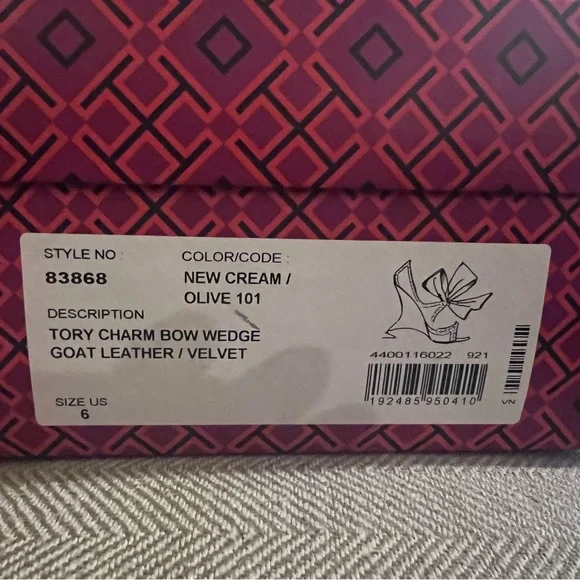 STYLE NO :
83868
COLOR/CODE :
NEW CREAM /
OLIVE 101
DESCRIPTION
TORY CHARM BOW WEDGE
GOAT LEATHER / VELVET
SIZE US
6
4400116022 921
192485 950410
VN